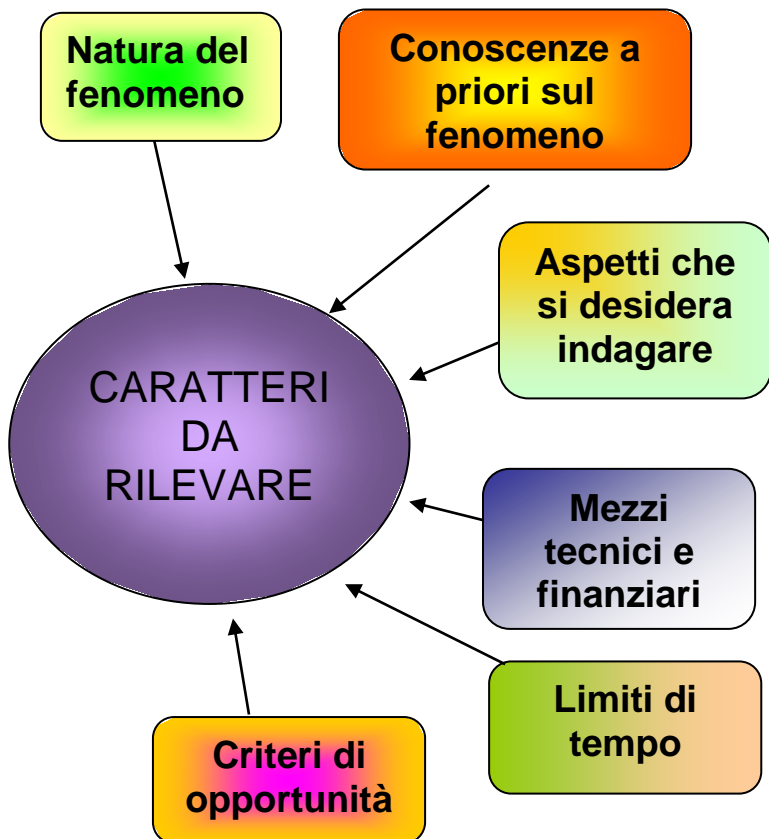 Natura del
fenomeno
Conoscenze a
priori sul
fenomeno
Aspetti che
si desidera
indagare
CARATTERI
DA
RILEVARE
Mezzi
tecnici e
finanziari
Limiti di
tempo
Criteri di
opportunità